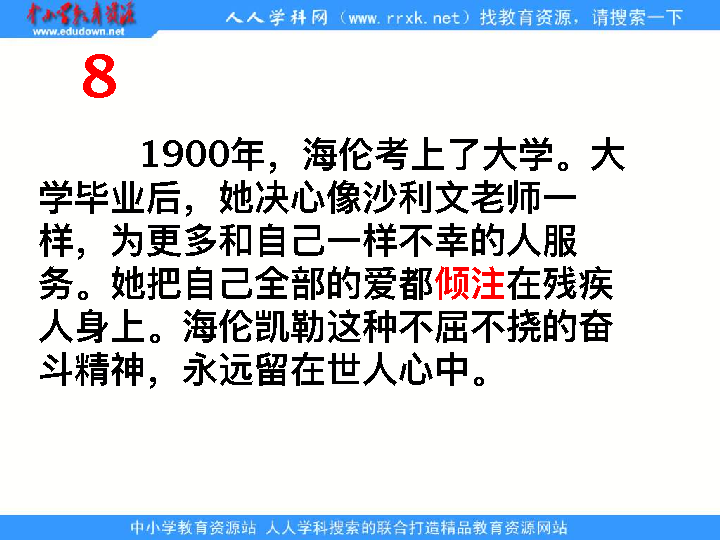 中小学教育资源
www.edudown.net
人人学科网（www.rrxk.net）找教育资源，请搜索一下
8
1900年，海伦考上了大学。大
学毕业后，她决心像沙利文老师一
样，为更多和自己一样不幸的人服
务。她把自己全部的爱都倾注在残疾
人身上。海伦凯勒这种不屈不挠的奋
斗精神，永远留在世人心中。
中小学教育资源站 人人学科搜索的联合打造精品教育资源网站